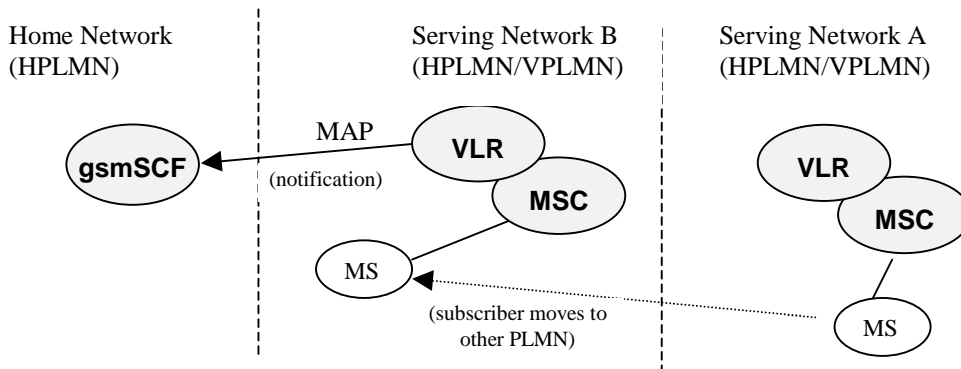 Home Network
(HPLMN)
Serving Network B
(HPLMN/VPLMN)
Serving Network A
(HPLMN/VPLMN)
gsmSCF
MAP
(notification)
VLR
MSC
MS
(subscriber moves to
other PLMN)
VLR
MSC
MS